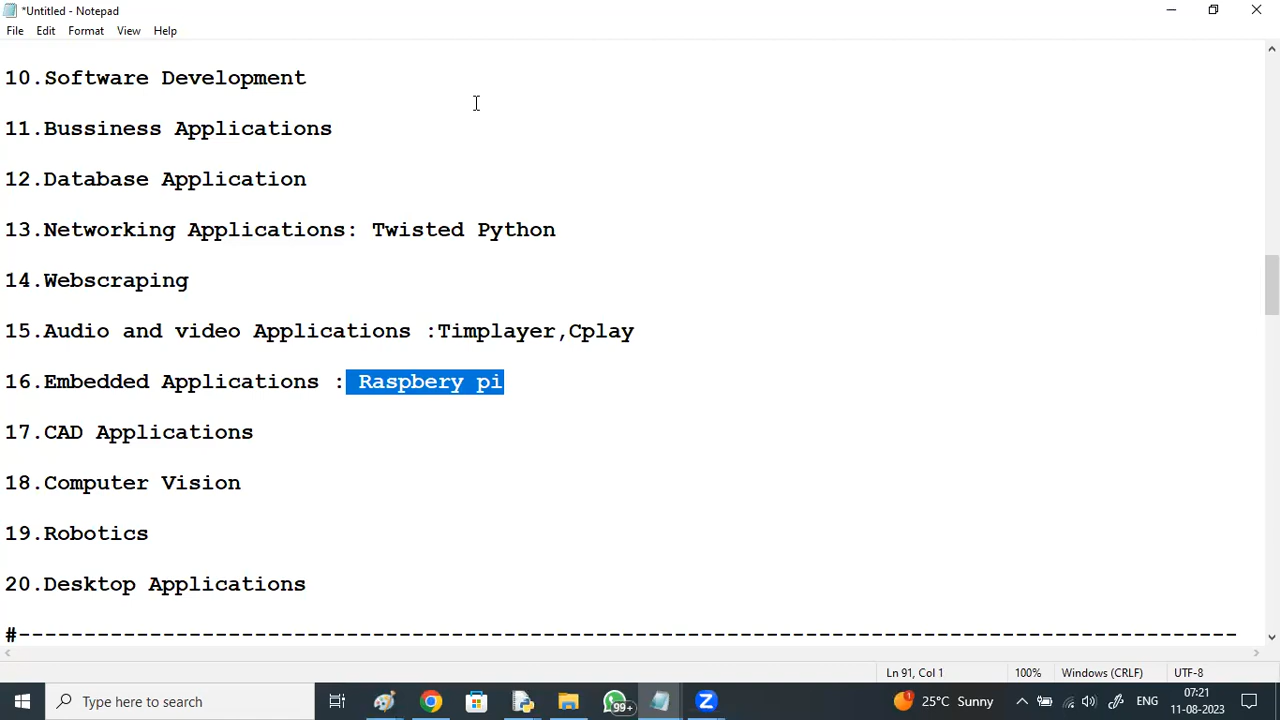 *Untitled - Notepad
File Edit Format View Help
10.Software Development
11.Bussiness Applications
12.Database Application
13.Networking Applications: Twisted Python
14.Webscraping
15.Audio and video Applications :Timplayer,Cplay
16.Embedded Applications : Raspbery pi
17.CAD Applications
18.Computer Vision
19.Robotics
20.Desktop Applications
#---------------------------------------------------------------------------------------------
Ln 91, Col 1 100% Windows (CRLF) UTF-8
Type here to search 99+ 1 25°C Sunny ENG 07:21
11-08-2023